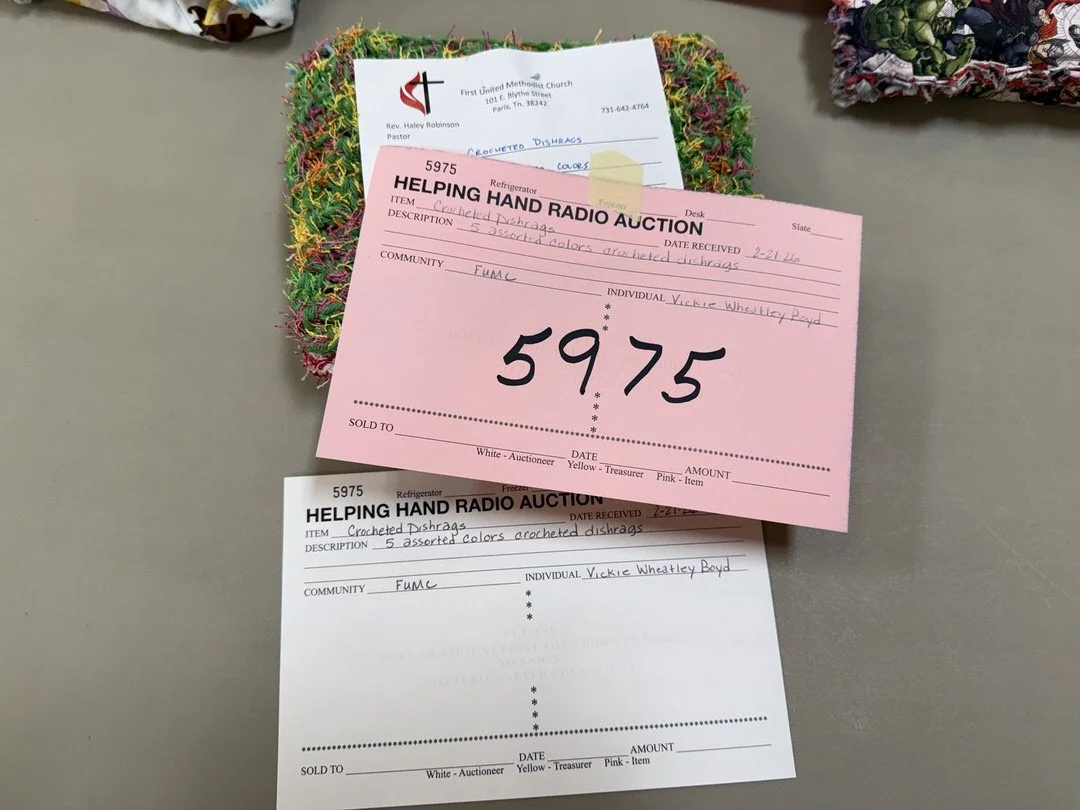 First United Methodist Church
101 E. Blythe Street
Paris, Tn. 38242
731-642-4764
Rev. Haley Robinson
Pastor
CROCHETED DISHRAGS
COLORS
5975
Refrigerator Freezer Desk Slate
HELPING HAND RADIO AUCTION
ITEM Crocheted Dishrags DATE RECEIVED 2-21-26
DESCRIPTION 5 assorted colors crocheted dishrags
COMMUNITY FUMC INDIVIDUAL Vickie Wheatley Boyd
5975
SOLD TO DATE AMOUNT
White - Auctioneer Yellow - Treasurer Pink - Item
5975
Refrigerator Freezer
HELPING HAND RADIO AUCTION
ITEM Crocheted Dishrags DATE RECEIVED
DESCRIPTION 5 assorted colors crocheted dishrags
COMMUNITY FUMC INDIVIDUAL Vickie Wheatley Boyd
SOLD TO DATE AMOUNT
White - Auctioneer Yellow - Treasurer Pink - Item